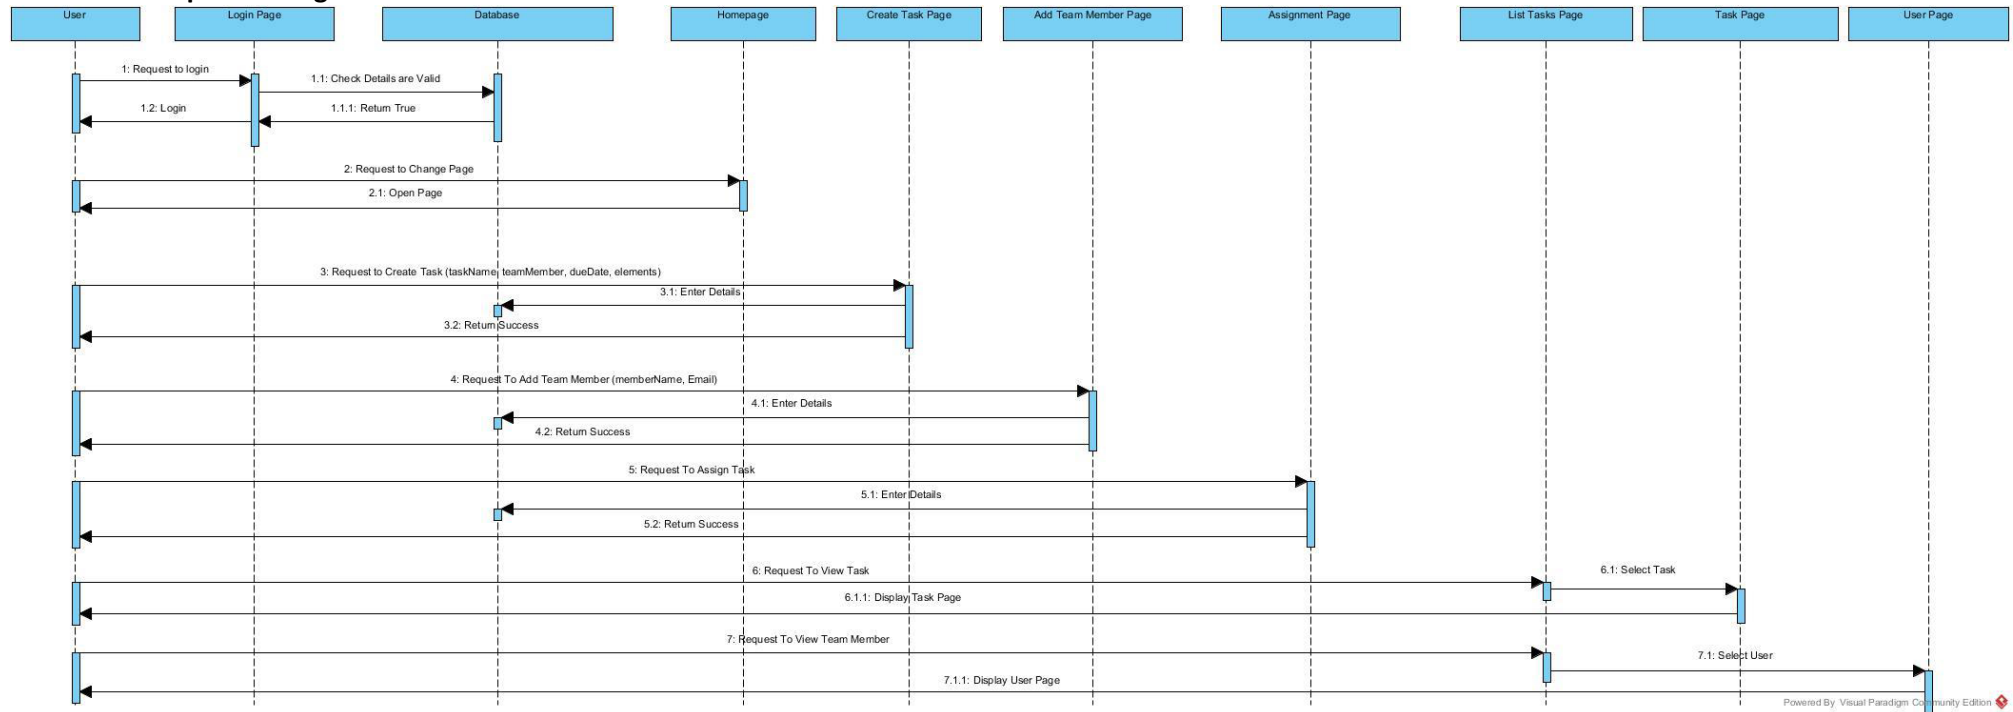 User
Login Page
Database
Homepage
Create Task Page
Add Team Member Page
Assignment Page
List Tasks Page
Task Page
User Page
1: Request to login
1.1: Check Details are Valid
1.2: Login
1.1.1: Return True
2: Request to Change Page
2.1: Open Page
3: Request to Create Task (taskName, teamMember, dueDate, elements)
3.1: Enter Details
3.2: Return Success
4: Request To Add Team Member (memberName, Email)
4.1: Enter Details
4.2: Return Success
5: Request To Assign Task
5.1: Enter Details
5.2: Return Success
6: Request To View Task
6.1: Select Task
6.1.1: Display Task Page
7: Request To View Team Member
7.1: Select User
7.1.1: Display User Page
Powered By Visual Paradigm Community Edition